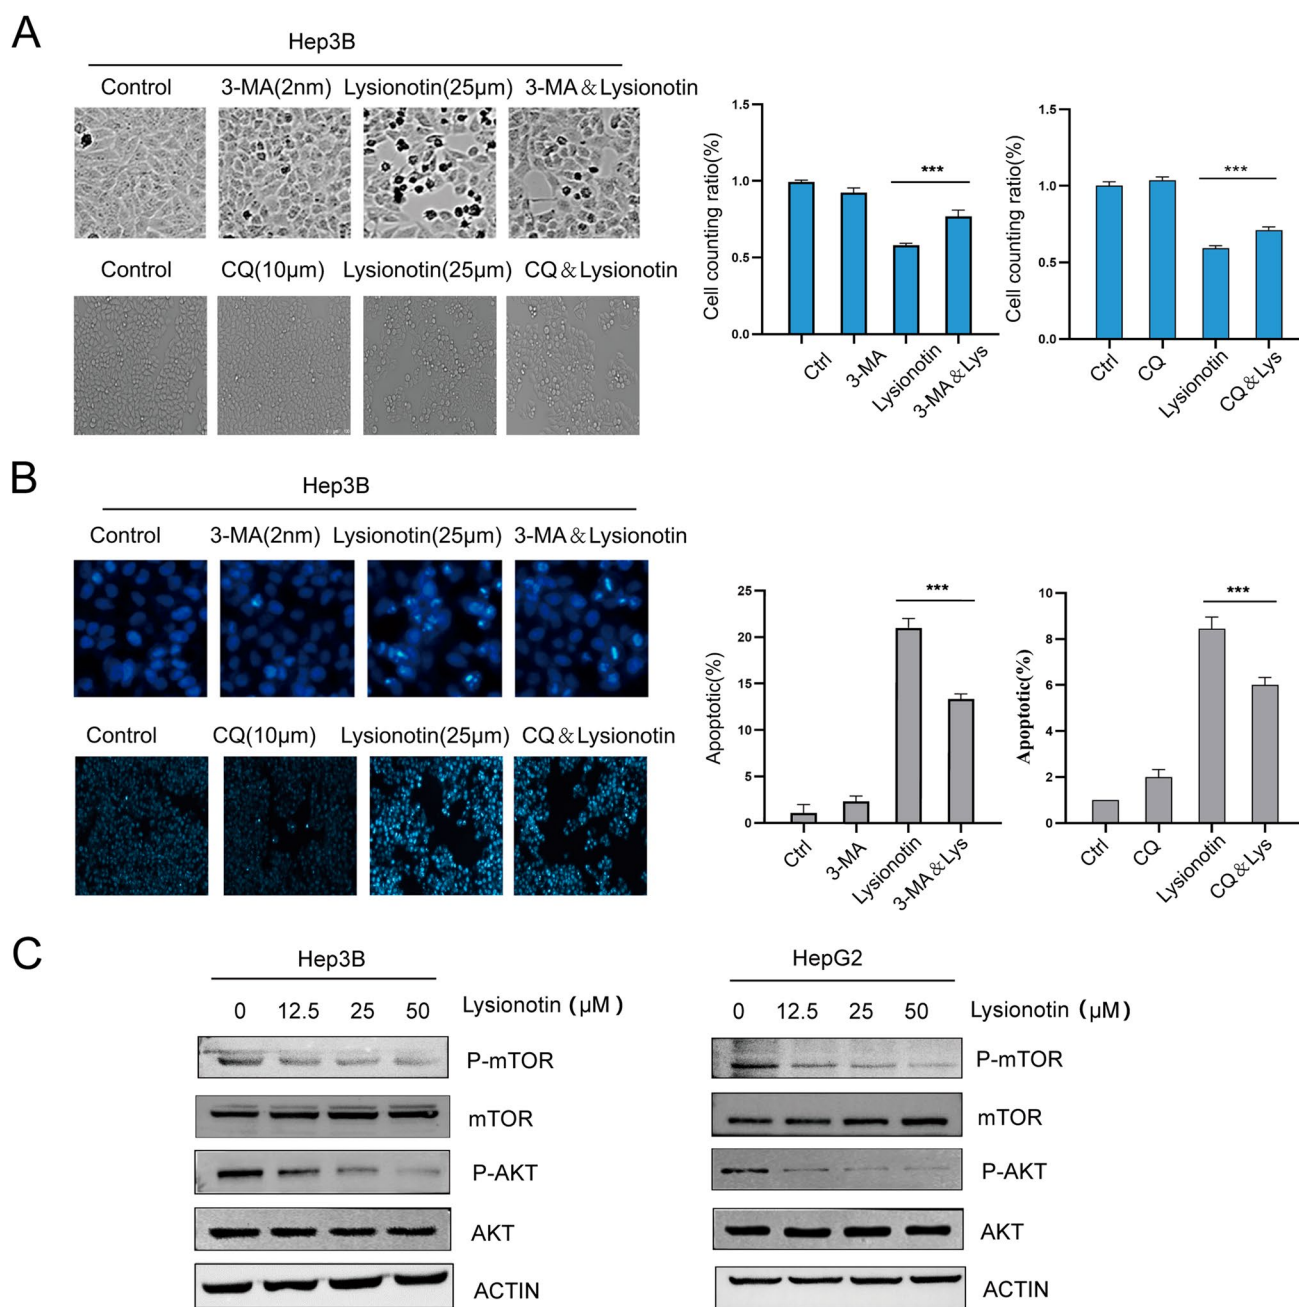 A
Hep3B
Control 3-MA(2nm) Lysionotin(25μm) 3-MA&Lysionotin
Control CQ(10μm) Lysionotin(25μm) CQ&Lysionotin
Cell counting ratio(%)
1.5
1.0
0.5
0.0
***
Ctrl 3-MA Lysionotin 3-MA&Lys
Cell counting ratio(%)
1.5
1.0
0.5
0.0
***
Ctrl CQ Lysionotin CQ&Lys
B
Hep3B
Control 3-MA(2nm) Lysionotin(25μm) 3-MA&Lysionotin
Control CQ(10μm) Lysionotin(25μm) CQ&Lysionotin
Apoptotic(%)
25
20
15
10
5
0
***
Ctrl 3-MA Lysionotin 3-MA&Lys
Apoptotic(%)
10
8
6
4
2
0
***
Ctrl CQ Lysionotin CQ&Lys
C
Hep3B
0 12.5 25 50 Lysionotin (μM)
P-mTOR
mTOR
P-AKT
AKT
ACTIN
HepG2
0 12.5 25 50 Lysionotin (μM)
P-mTOR
mTOR
P-AKT
AKT
ACTIN